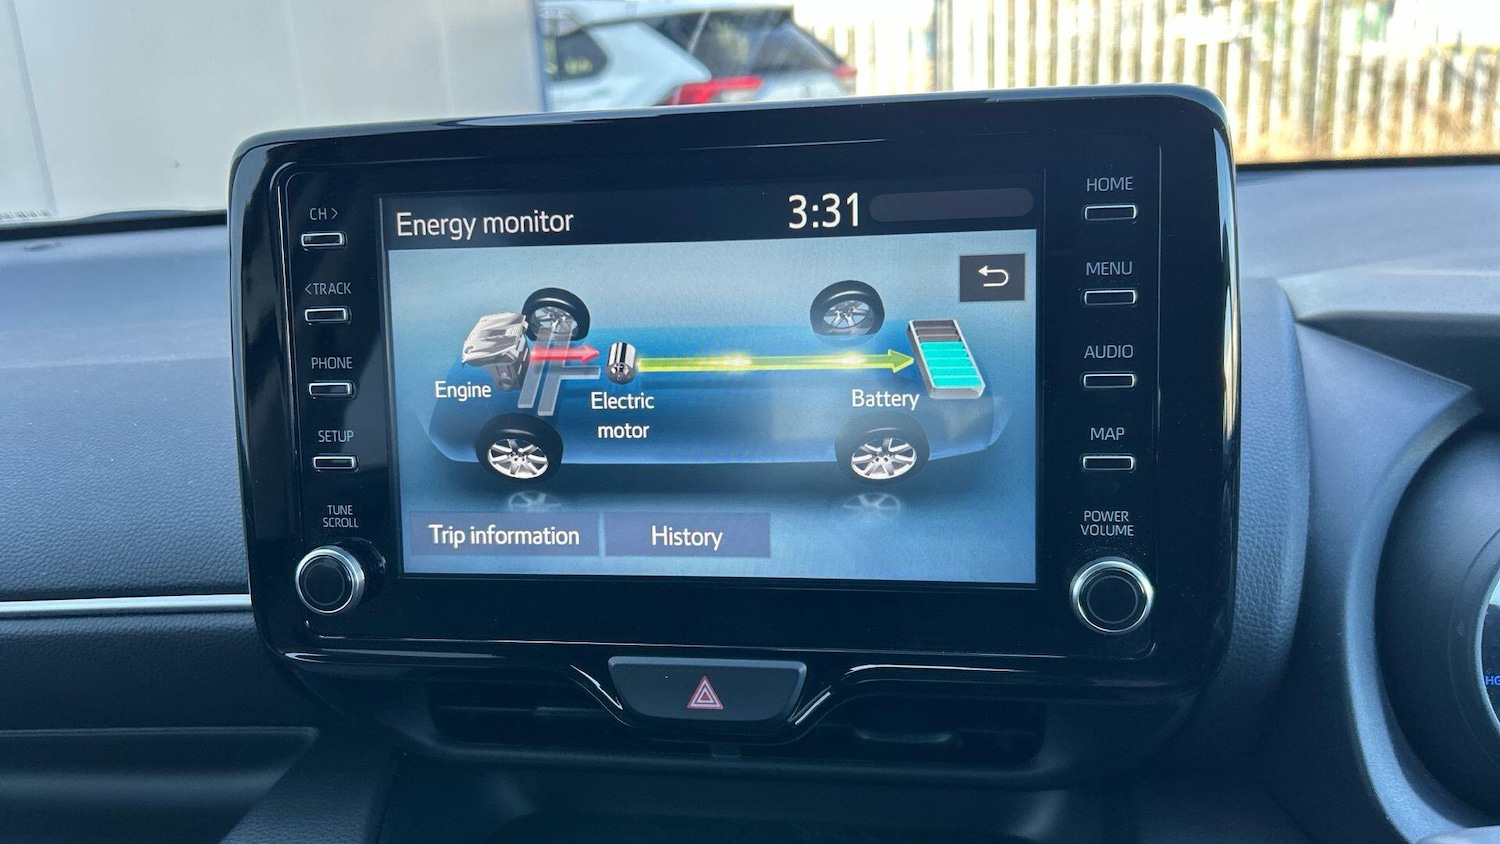 CH >
< TRACK
PHONE
SETUP
TUNE
SCROLL
Energy monitor
3:31
Engine
Electric
motor
Battery
Trip information
History
HOME
MENU
AUDIO
MAP
POWER
VOLUME